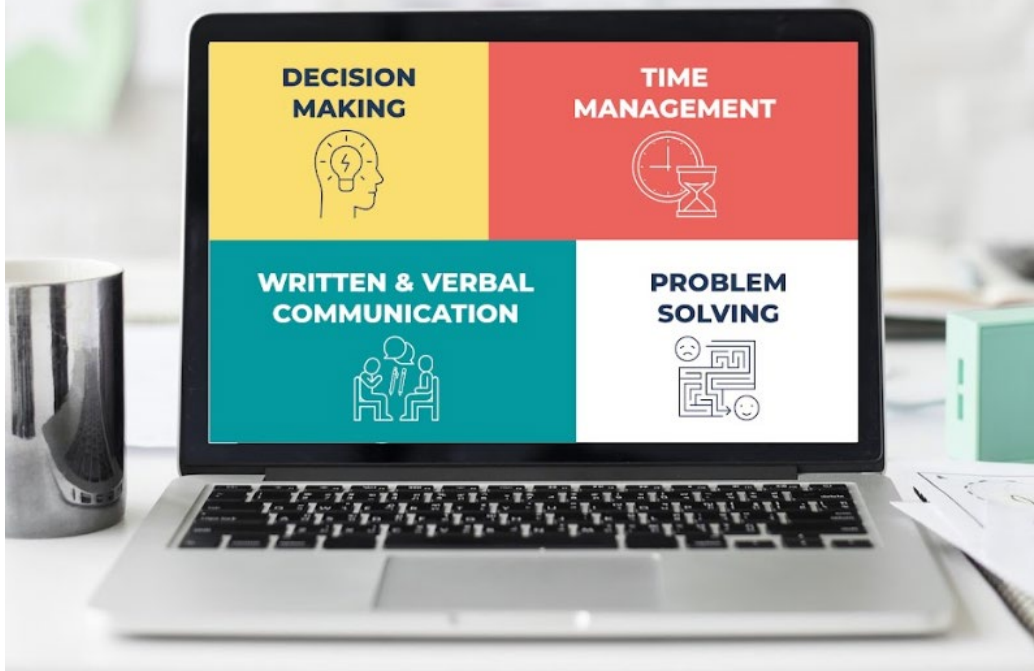 DECISION
MAKING
TIME
MANAGEMENT
WRITTEN & VERBAL
COMMUNICATION
PROBLEM
SOLVING